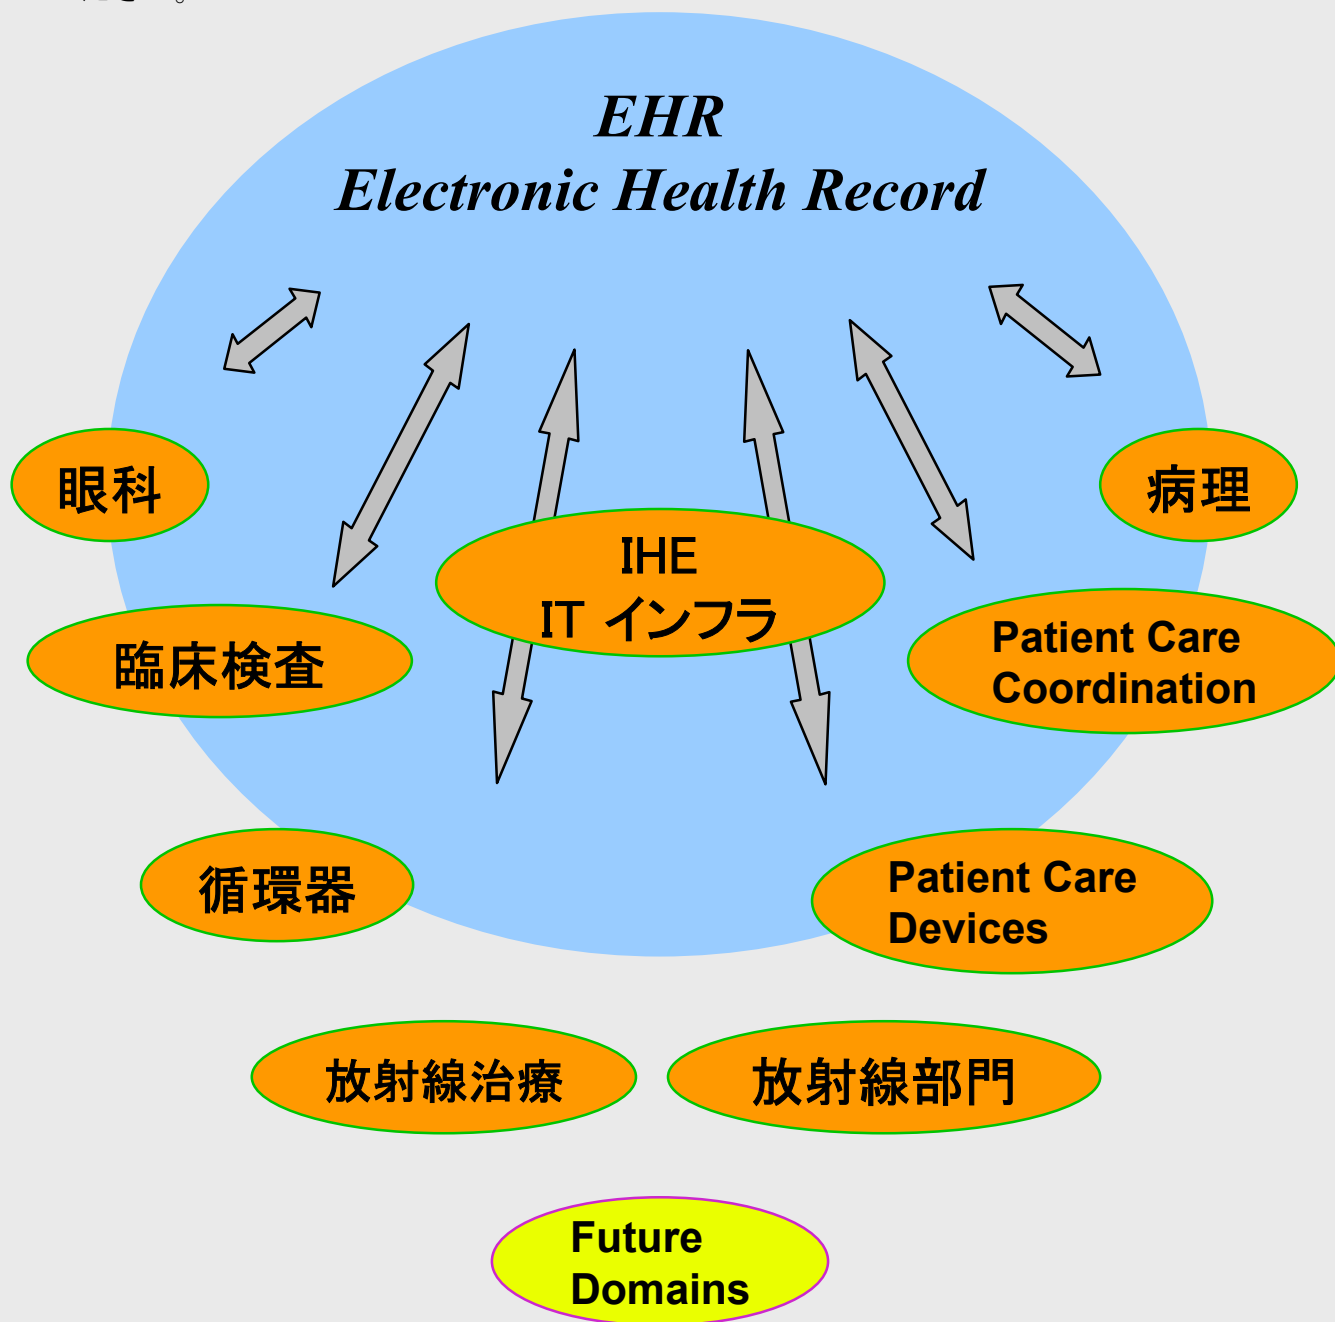 EHR
Electronic Health Record
眼科
病理
IHE
IT インフラ
臨床検査
Patient Care
Coordination
循環器
Patient Care
Devices
放射線治療
放射線部門
Future
Domains